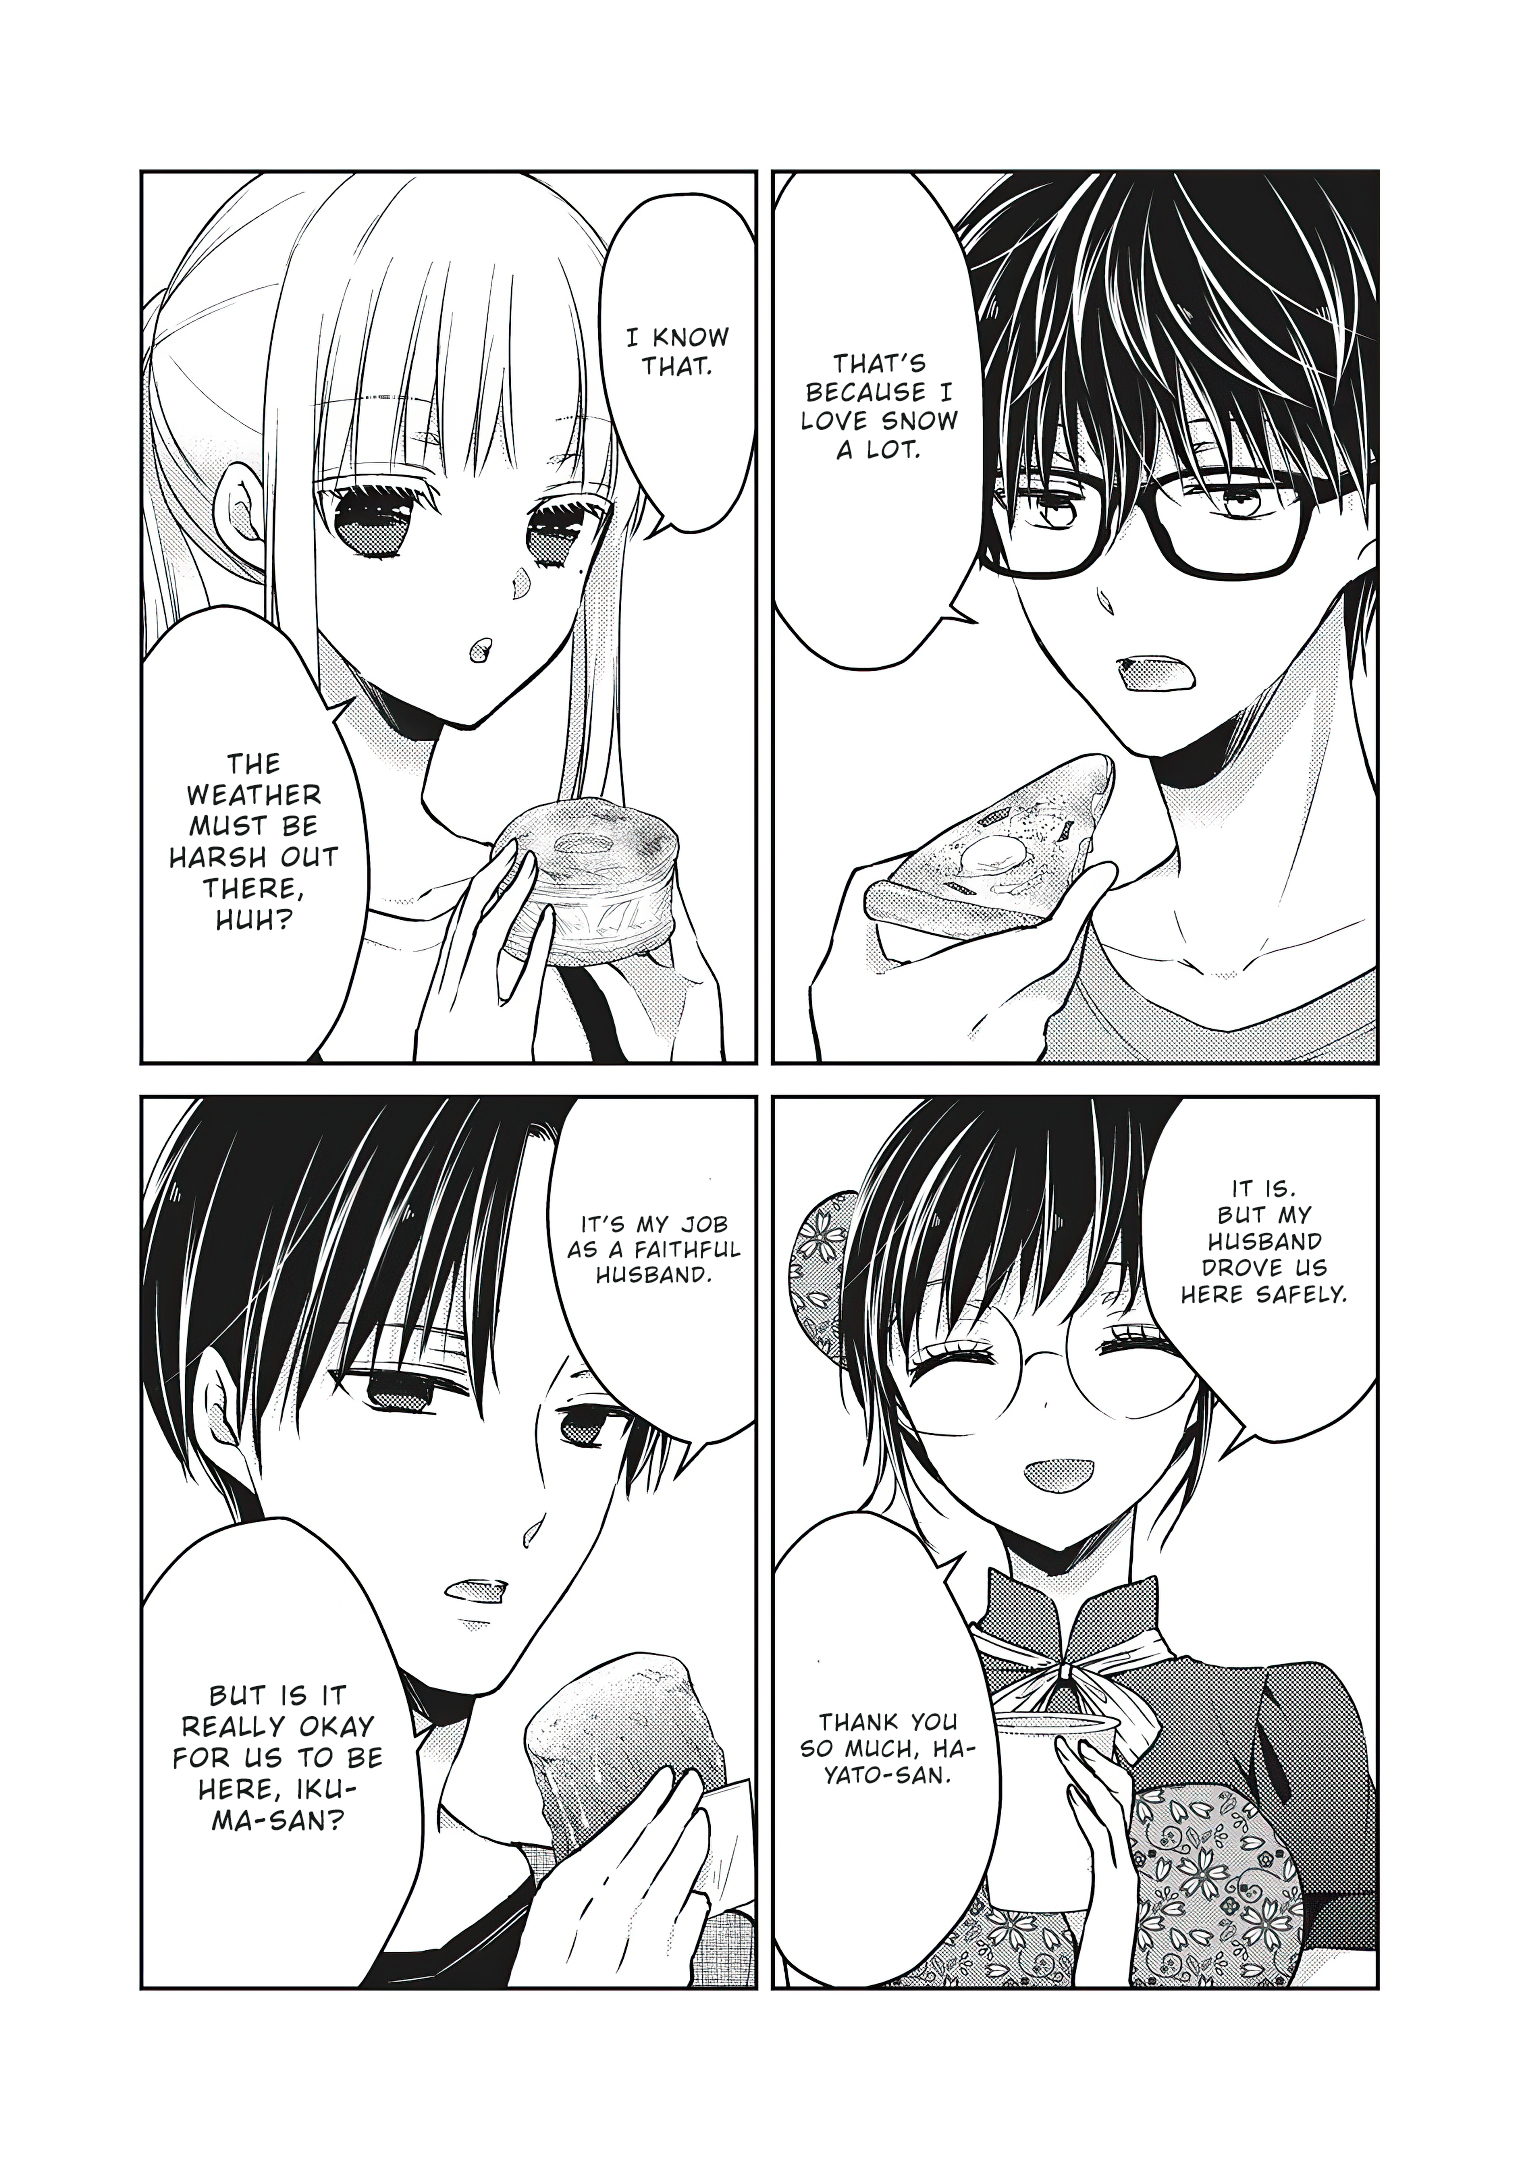 THAT'S
BECAUSE I
LOVE SNOW
A LOT.
I KNOW
THAT.
THE
WEATHER
MUST BE
HARSH OUT
THERE,
HUH?
IT IS.
BUT MY
HUSBAND
DROVE US
HERE SAFELY.
THANK YOU
SO MUCH, HA-
YATO-SAN.
IT'S MY JOB
AS A FAITHFUL
HUSBAND.
BUT IS IT
REALLY OKAY
FOR US TO BE
HERE, IKU-
MA-SAN?